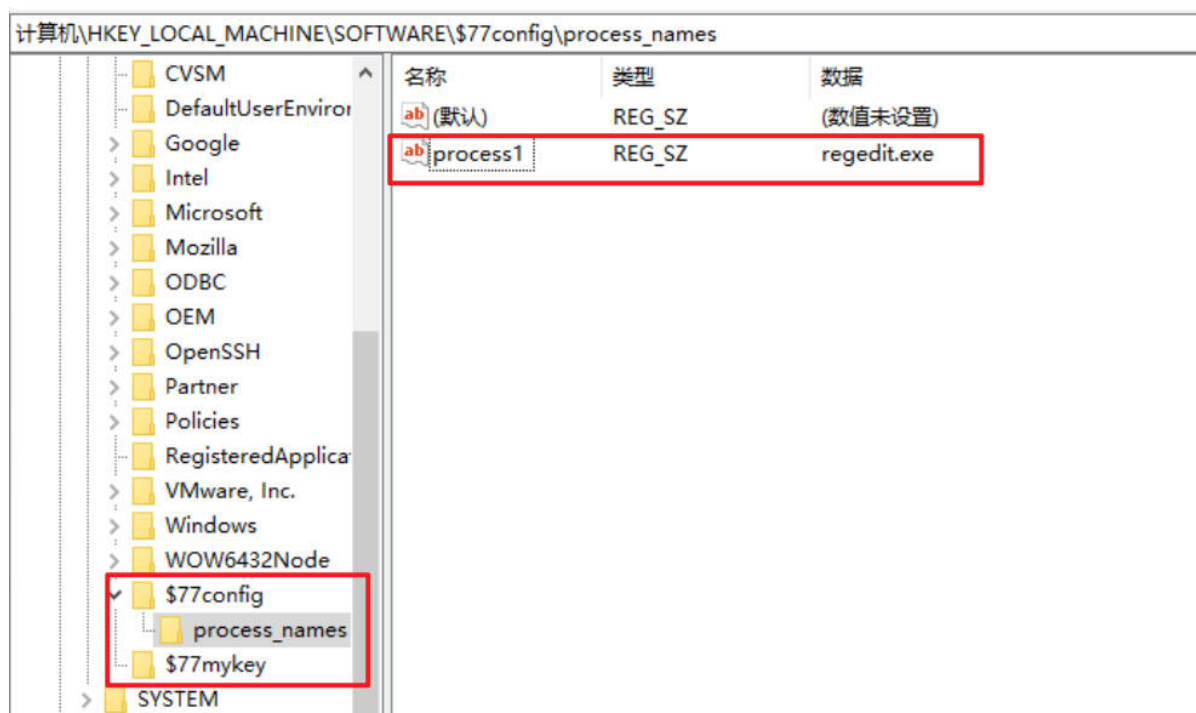 计算机\HKEY_LOCAL_MACHINE\SOFTWARE\$77config\process_names
CVSM
DefaultUserEnviror
Google
Intel
Microsoft
Mozilla
ODBC
OEM
OpenSSH
Partner
Policies
RegisteredApplica
VMware, Inc.
Windows
WOW6432Node
$77config
process_names
$77mykey
SYSTEM
名称 类型 数据
ab (默认) REG_SZ (数值未设置)
ab process1 REG_SZ regedit.exe